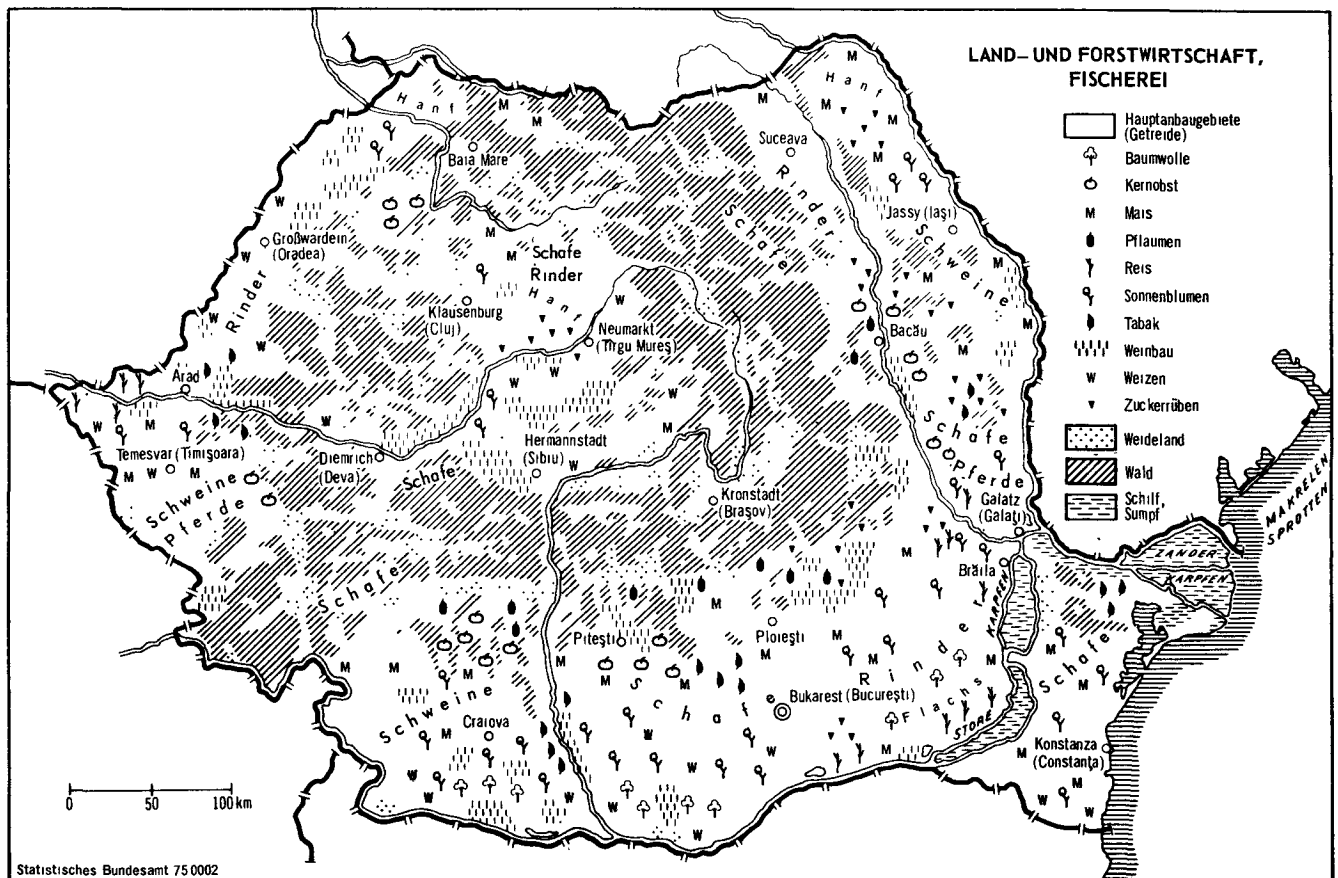 LAND- UND FORSTWIRTSCHAFT,
FISCHEREI
Hauptanbaugebiete
(Getreide)
Baumwolle
Kernobst
M Mais
Pflaumen
Reis
Sonnenblumen
Tabak
Weinbau
W Weizen
Zuckerrüben
Weideland
Wald
Schilf,
Sumpf
Hanf
Hanf
Baia Mare
Suceava
Rinder
Schafe
Jassy (Iaşi)
Schweine
Großwardein
(Oradea)
Rinder
Schafe
Rinder
Hanf
Klausenburg
(Cluj)
Neumarkt
(Tîrgu Mureş)
Bacău
Arad
Temesvar (Timişoara)
Diemrich
(Deva)
Hermannstadt
(Sibiu)
Schafe
Schafe
Pferde
Schweine
Pferde
Kronstadt
(Braşov)
Galatz
(Galaţi)
MAKRELEN
SPROTTEN
ZANDER
KARPFEN
Brăila
KARPFEN
Schafe
Piteşti
Ploieşti
Rinder
Schafe
Schweine
Schafe
Bukarest (Bucureşti)
Flachs
STÖRE
Craiova
Konstanza
(Constanţa)
0 50 100 km
Statistisches Bundesamt 75 0002